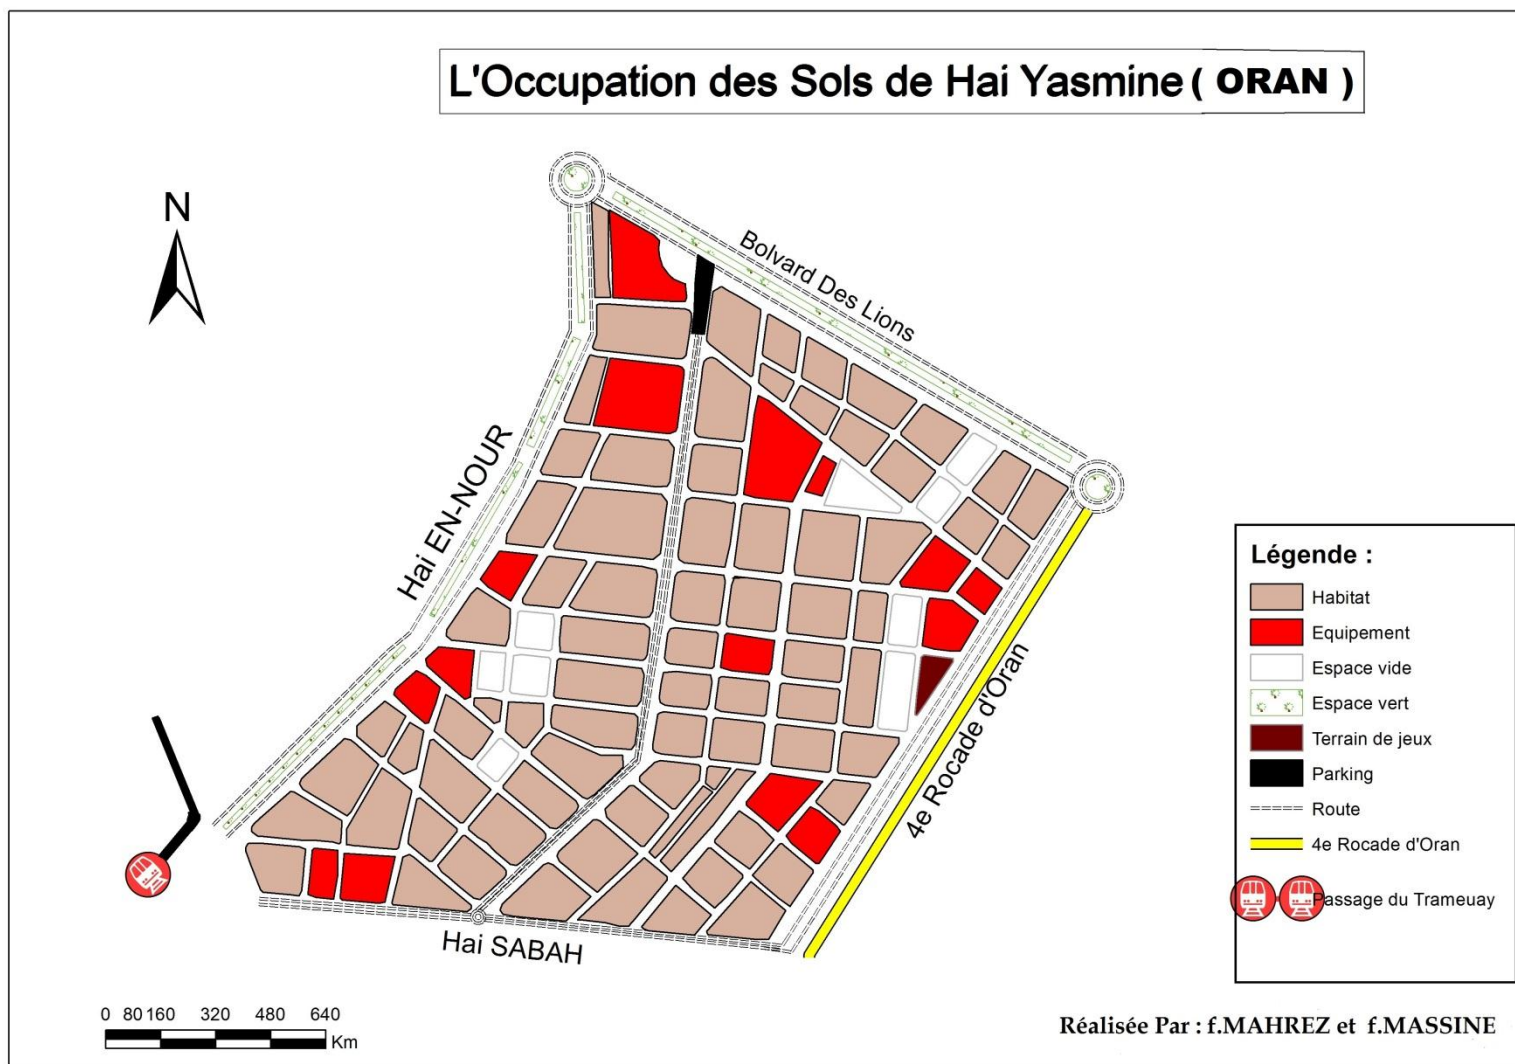 L'Occupation des Sols de Hai Yasmine ( ORAN )
N
Bolvard Des Lions
Hai EN-NOUR
4e Rocade d'Oran
Hai SABAH
Légende :
Habitat
Equipement
Espace vide
Espace vert
Terrain de jeux
Parking
Route
4e Rocade d'Oran
Passage du Trameuay
0 80 160 320 480 640
Km
Réalisée Par : f.MAHREZ et f.MASSINE